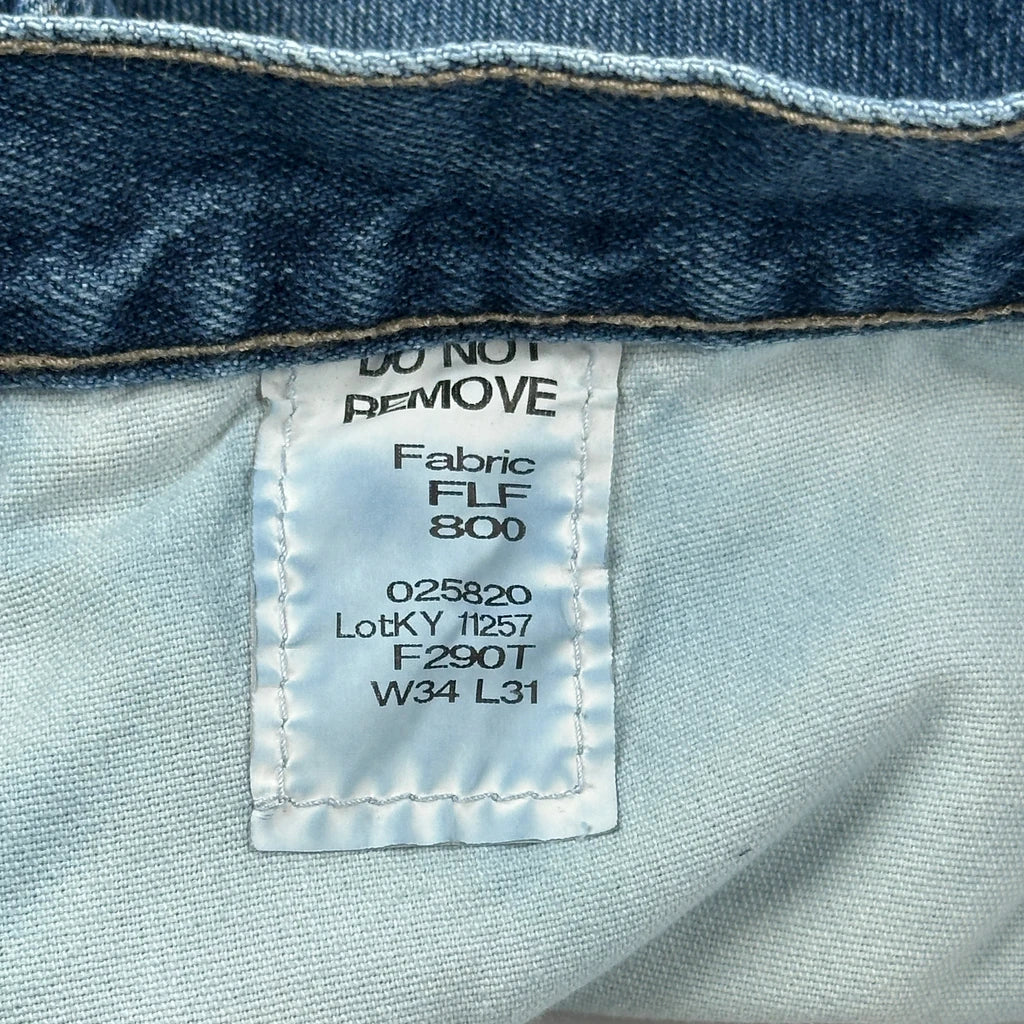 DO NOT
REMOVE
Fabric
FLF
800
025820
LotKY 11257
F290T
W34 L31